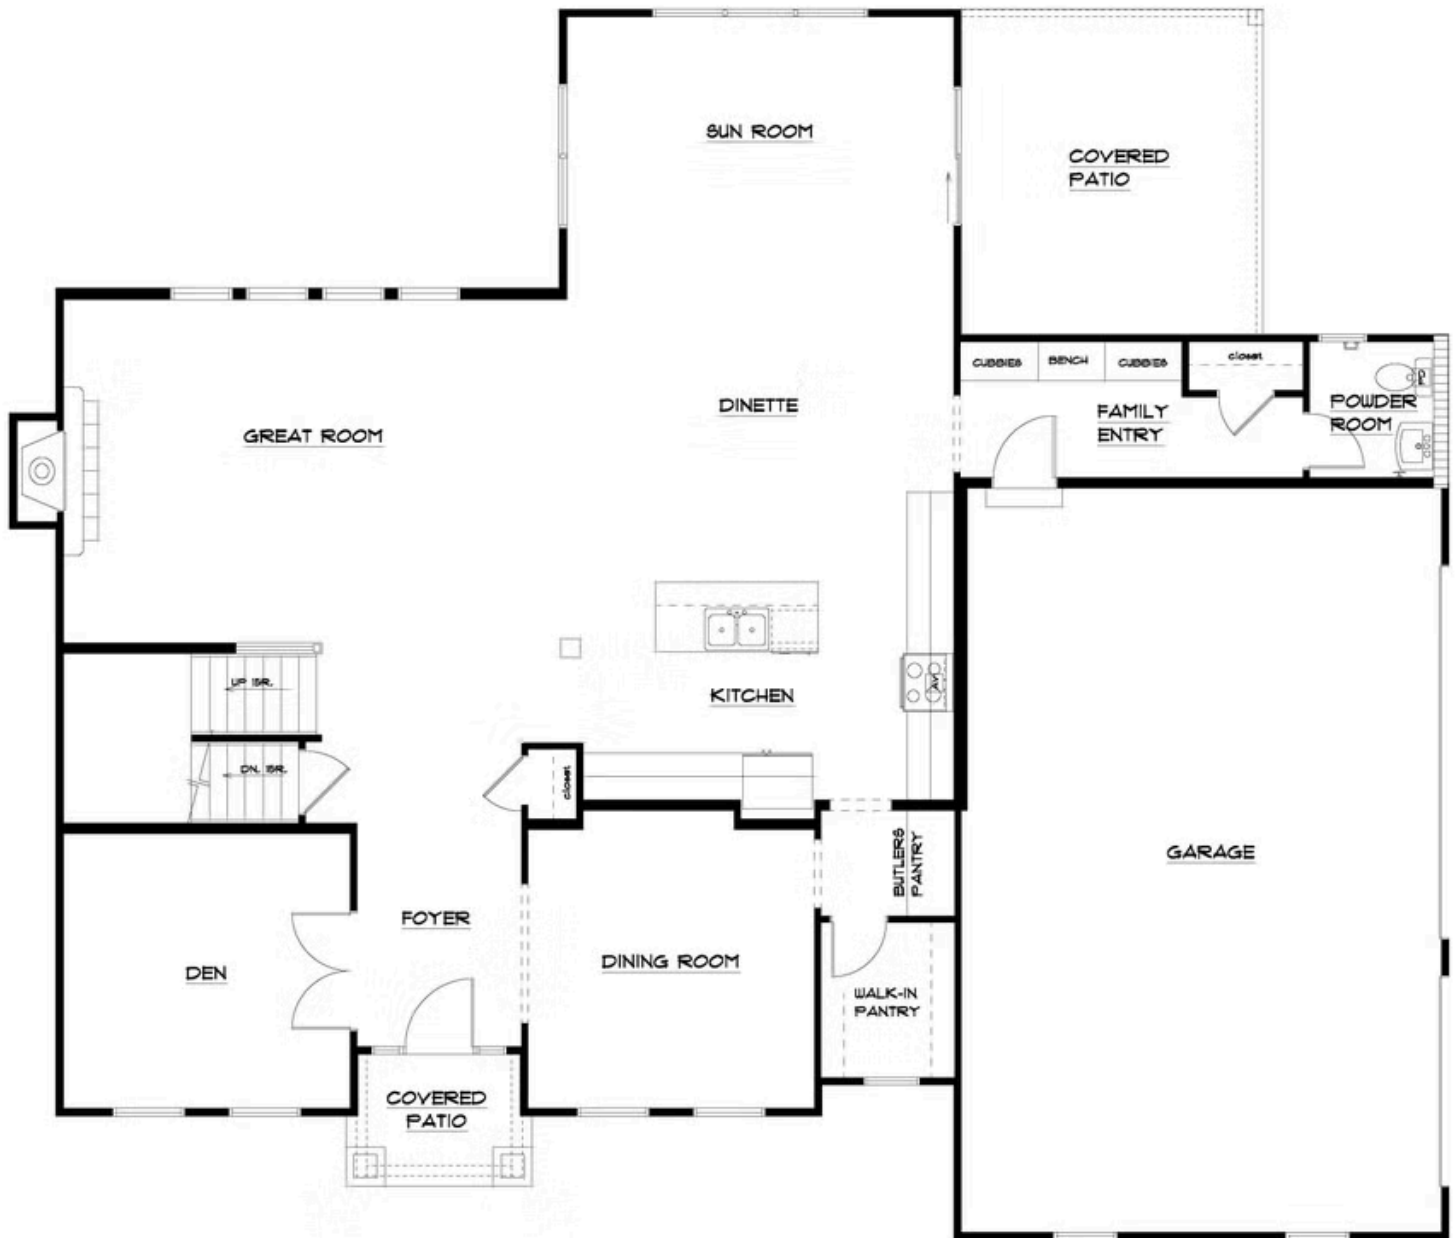 SUN ROOM
COVERED
PATIO
CUBBIES
BENCH
CUBBIES
closet
POWDER
ROOM
FAMILY
ENTRY
DINETTE
GREAT ROOM
UP 15R.
KITCHEN
DN. 15R.
closet
BUTLERS
PANTRY
GARAGE
FOYER
DINING ROOM
DEN
WALK-IN
PANTRY
COVERED
PATIO